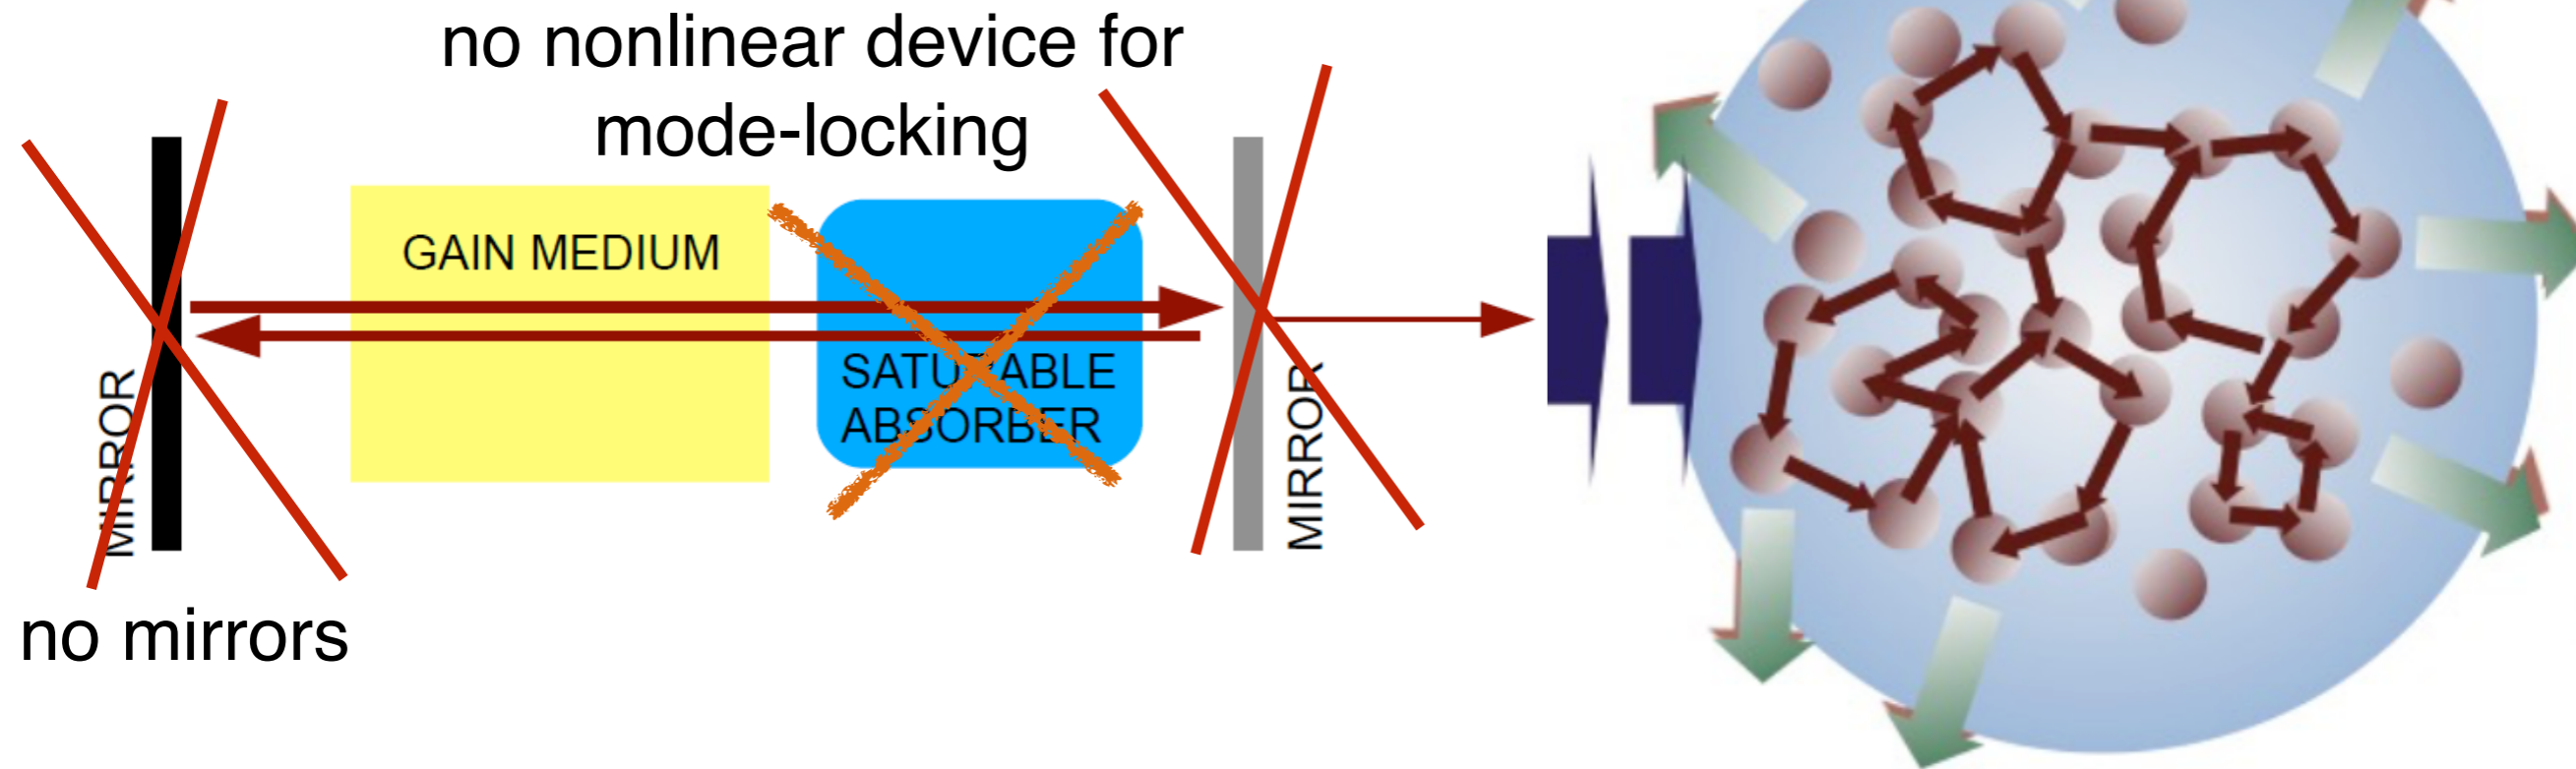 no nonlinear device for
mode-locking
GAIN MEDIUM
SATURABLE
ABSORBER
MIRROR
MIRROR
no mirrors